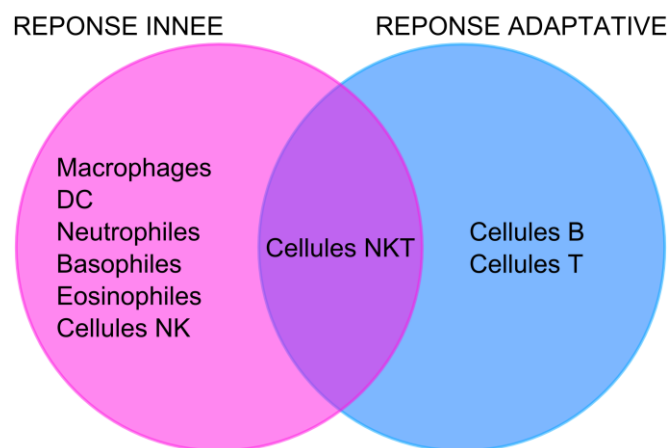 REPONSE INNEE
REPONSE ADAPTATIVE
Macrophages
DC
Neutrophiles
Basophiles
Eosinophiles
Cellules NK
Cellules NKT
Cellules B
Cellules T